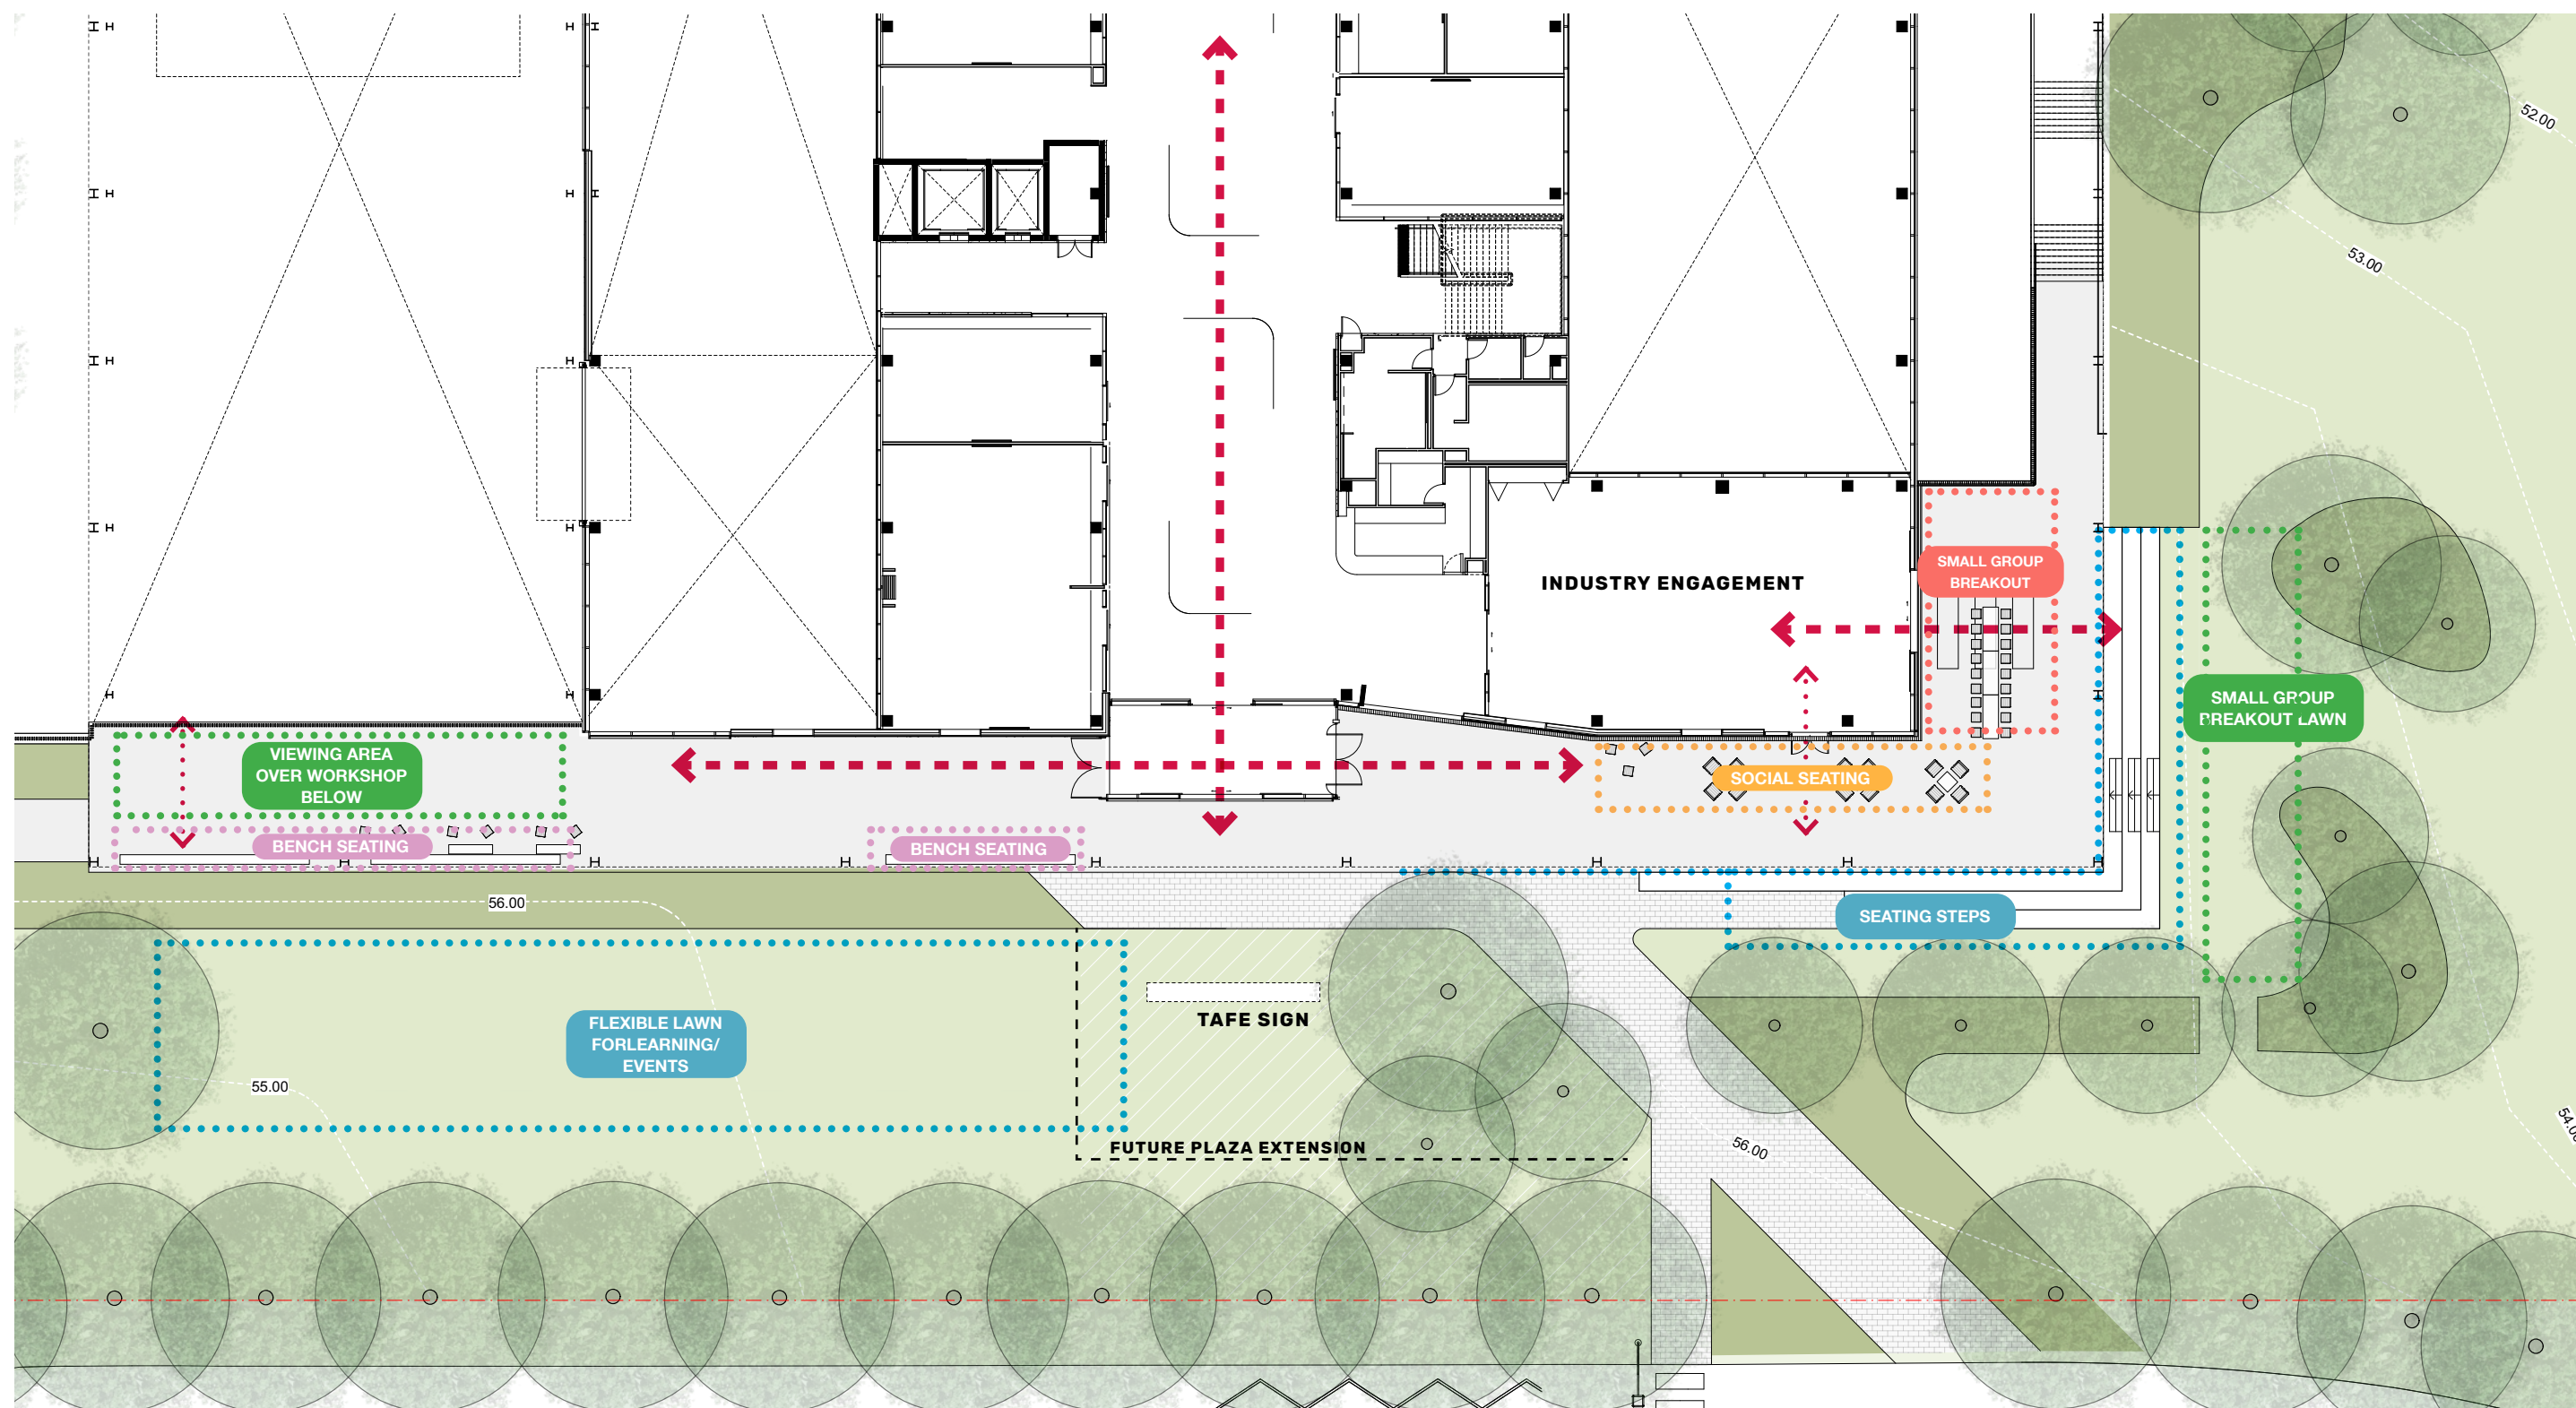 52.00
53.00
INDUSTRY ENGAGEMENT
SMALL GROUP
BREAKOUT
SMALL GROUP
BREAKOUT LAWN
VIEWING AREA
OVER WORKSHOP
BELOW
SOCIAL SEATING
BENCH SEATING
BENCH SEATING
56.00
SEATING STEPS
FLEXIBLE LAWN
FORLEARNING/
EVENTS
TAFE SIGN
55.00
FUTURE PLAZA EXTENSION
56.00
54.00